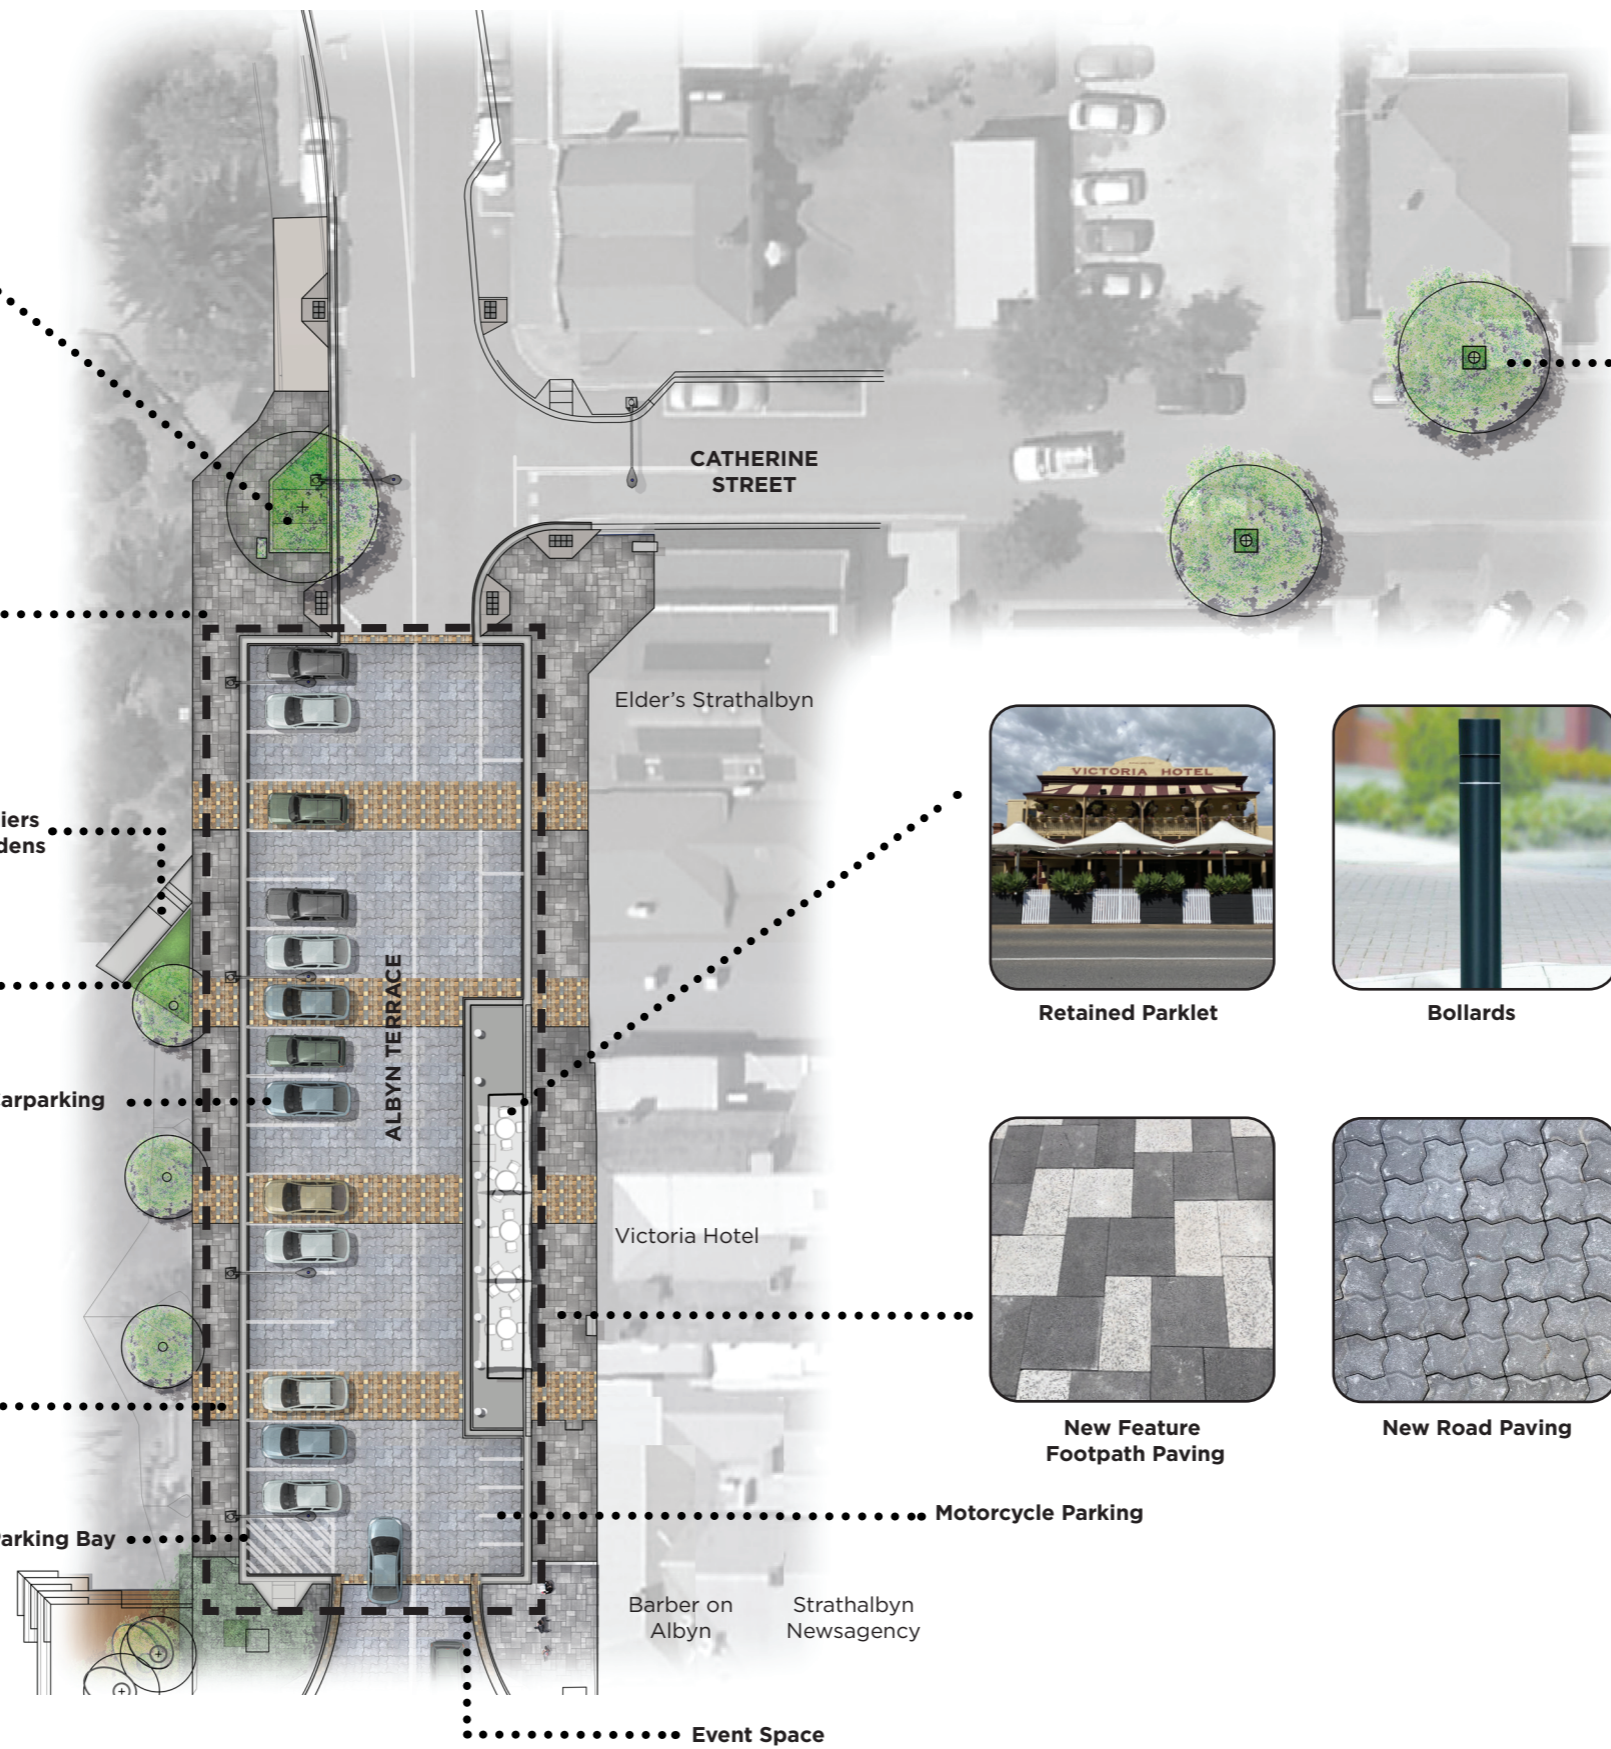 CATHERINE
STREET
Elder's Strathalbyn
iers
dens
ALBYN TERRACE
VICTORIA HOTEL
Retained Parklet
Bollards
arparking
Victoria Hotel
New Feature
Footpath Paving
New Road Paving
Parking Bay
Motorcycle Parking
Barber on
Albyn
Strathalbyn
Newsagency
Event Space